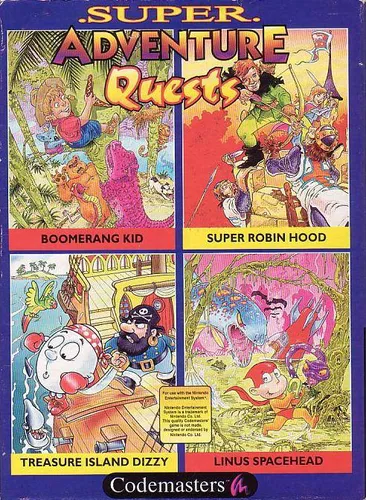 .SUPER.
ADVENTURE
Quests
BOOMERANG KID
SUPER ROBIN HOOD
For use with the Nintendo
Entertainment System*.
Nintendo Entertainment
System is a trademark of
Nintendo Co. Ltd.
This quality Codemasters'
game is not made,
designed or endorsed by
Nintendo Co. Ltd.
TREASURE ISLAND DIZZY
LINUS SPACEHEAD
Codemasters